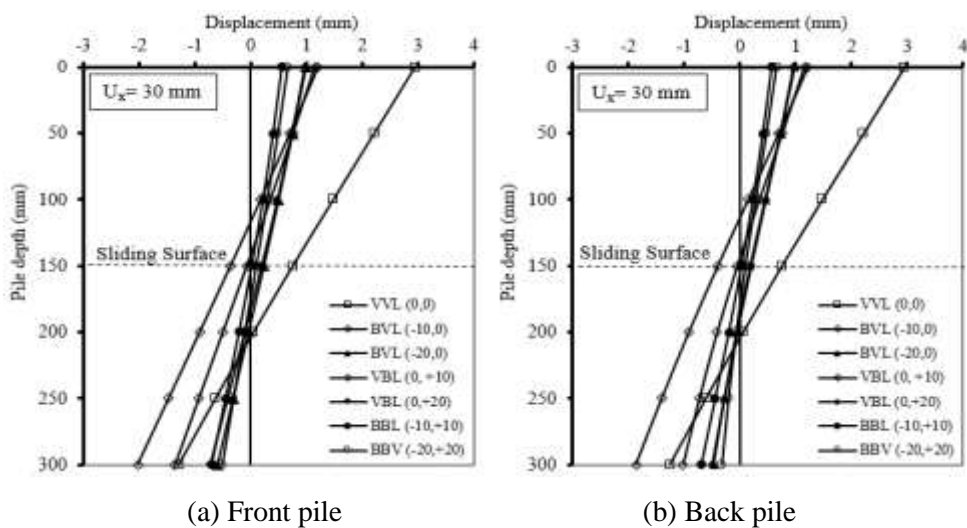 Displacement (mm)
-3 -2 -1 0 1 2 3 4
0
50
100
150
200
250
300
Pile depth (mm)
Uₓ= 30 mm
Sliding Surface
VVL (0,0)
BVL (-10,0)
BVL (-20,0)
VBL (0, +10)
VBL (0,+20)
BBL (-10,+10)
BBV (-20,+20)
(a) Front pile
Displacement (mm)
-3 -2 -1 0 1 2 3 4
0
50
100
150
200
250
300
Pile depth (mm)
Uₓ= 30 mm
Sliding Surface
VVL (0,0)
BVL (-10,0)
BVL (-20,0)
VBL (0, +10)
VBL (0,+20)
BBL (-10,+10)
BBV (-20,+20)
(b) Back pile